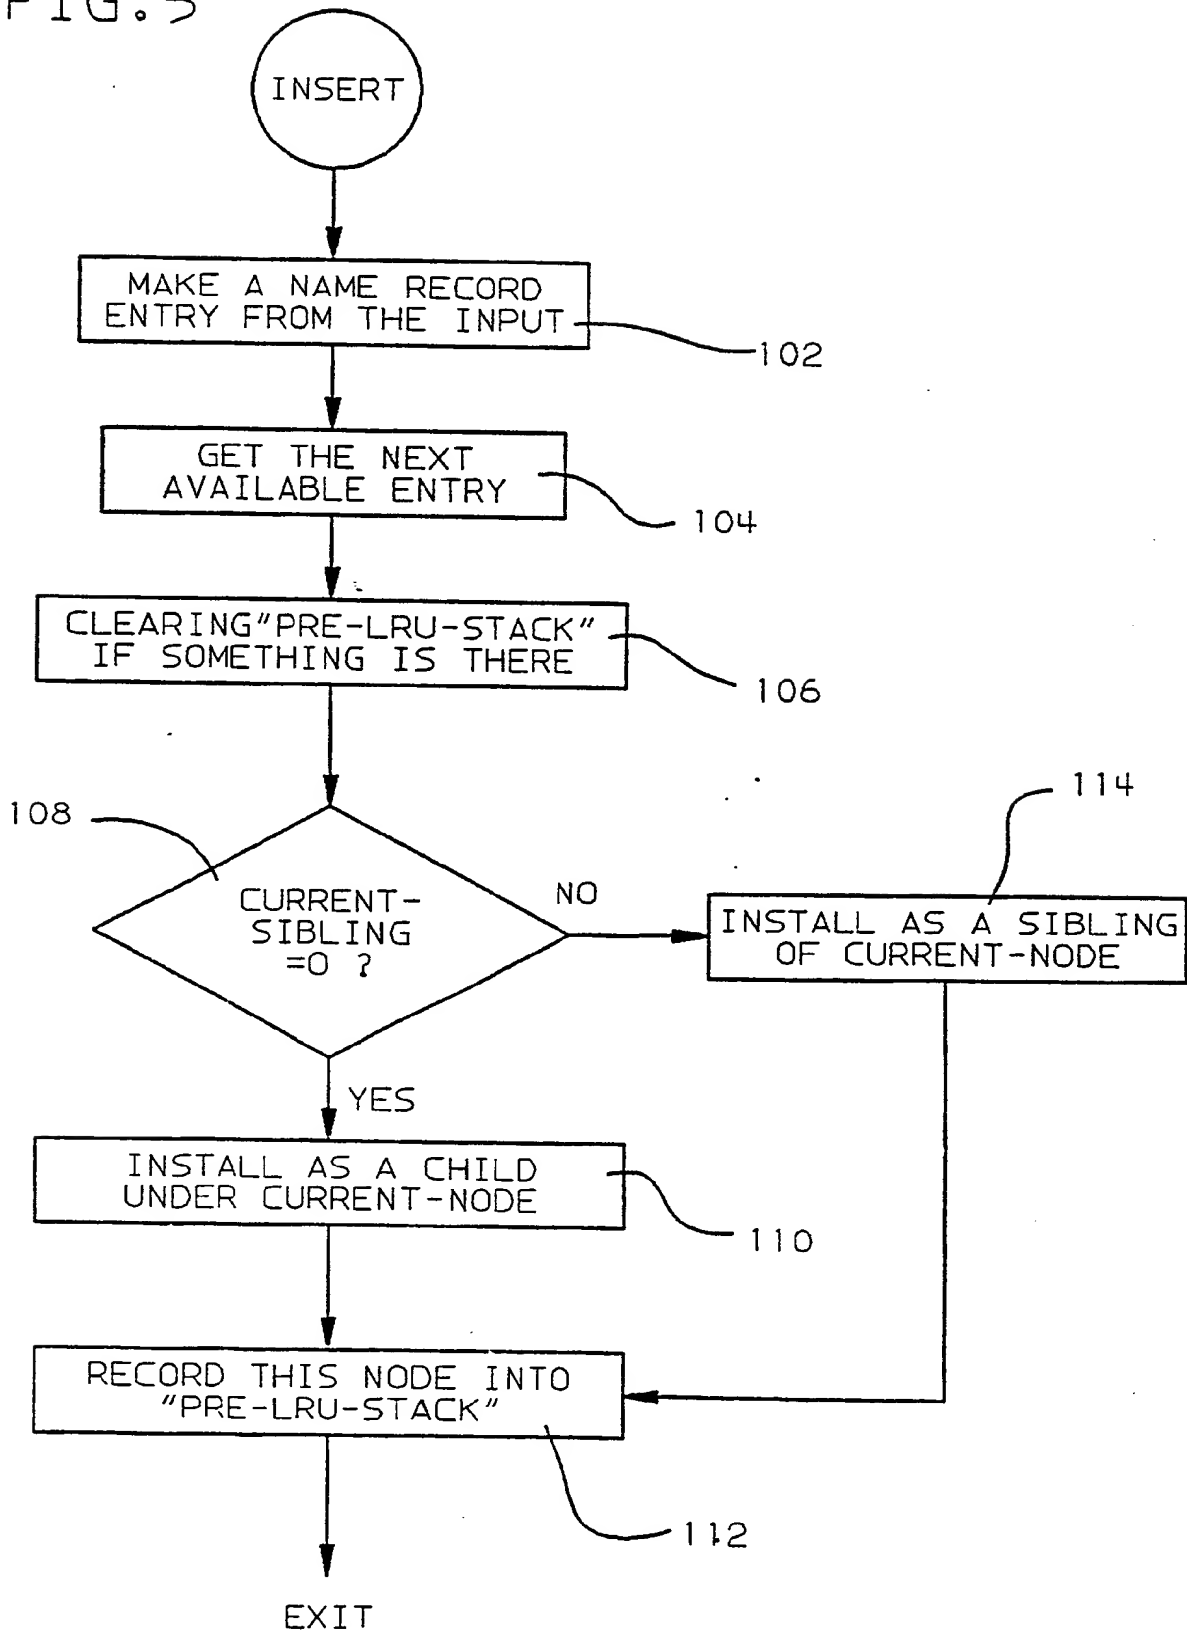 FIG.5
INSERT
MAKE A NAME RECORD
ENTRY FROM THE INPUT
102
GET THE NEXT
AVAILABLE ENTRY
104
CLEARING"PRE-LRU-STACK"
IF SOMETHING IS THERE
106
114
108
CURRENT-
SIBLING
=0 ?
NO
INSTALL AS A SIBLING
OF CURRENT-NODE
YES
INSTALL AS A CHILD
UNDER CURRENT-NODE
110
RECORD THIS NODE INTO
"PRE-LRU-STACK"
112
EXIT